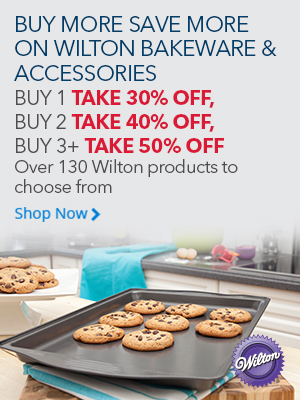 BUY MORE SAVE MORE
ON WILTON BAKEWARE &
ACCESSORIES
BUY 1 TAKE 30% OFF,
BUY 2 TAKE 40% OFF,
BUY 3+ TAKE 50% OFF
Over 130 Wilton products to
choose from
Shop Now
Wilton